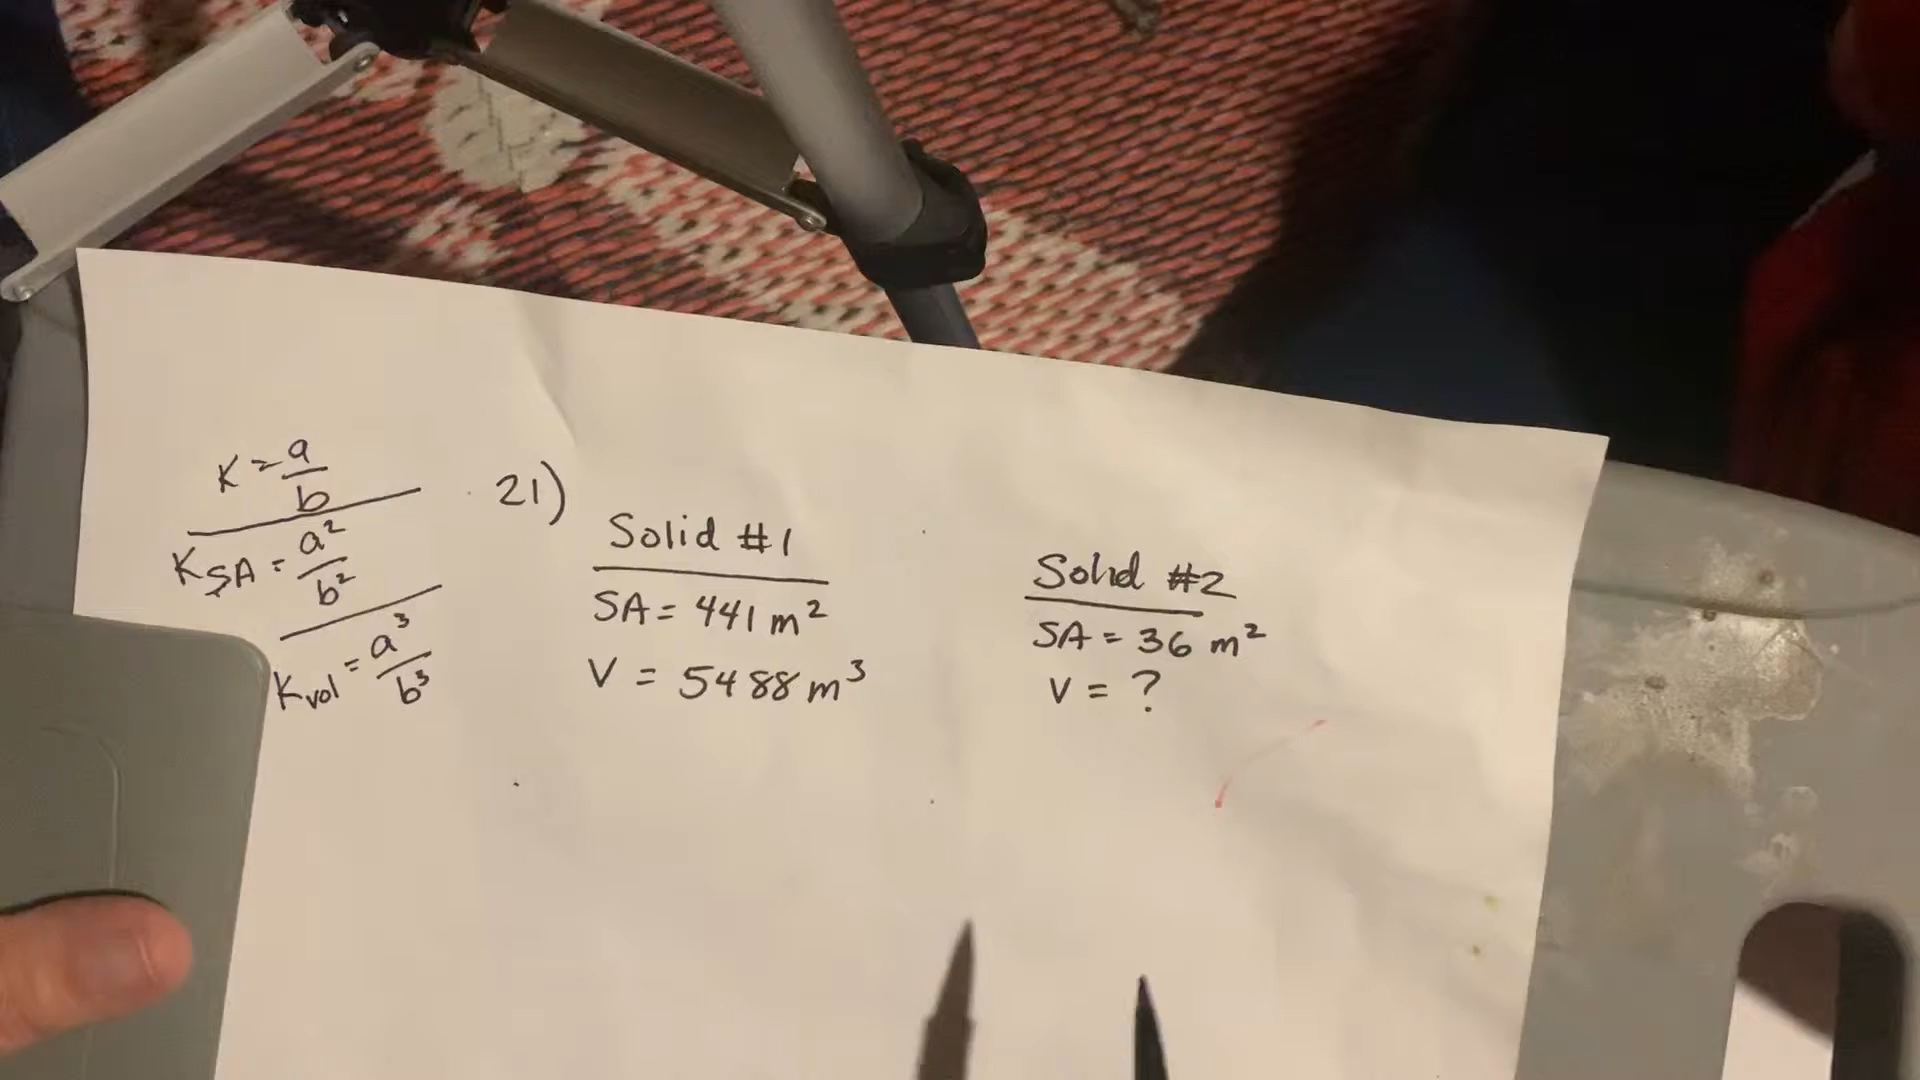 K = a/b
K_SA = a²/b²
K_vol = a³/b³
21)
Solid #1
SA = 441 m²
V = 5488 m³
Solid #2
SA = 36 m²
V = ?